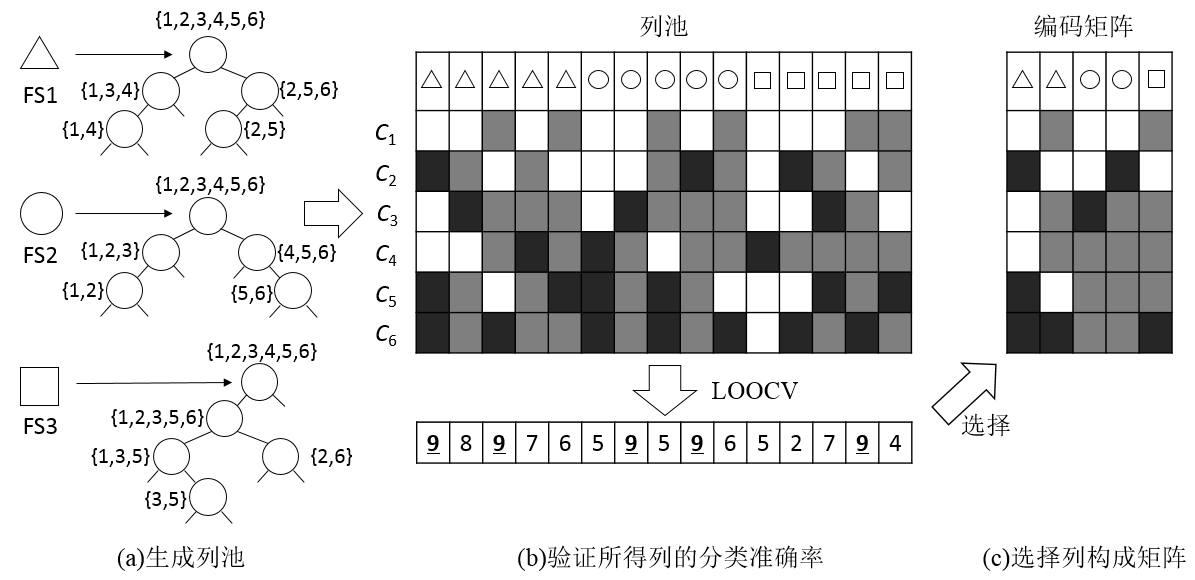 {1,2,3,4,5,6}
FS1
{1,3,4}
{2,5,6}
{1,4}
{2,5}
{1,2,3,4,5,6}
FS2
{1,2,3}
{4,5,6}
{1,2}
{5,6}
{1,2,3,4,5,6}
FS3
{1,2,3,5,6}
{1,3,5}
{2,6}
{3,5}
(a)生成列池
列池
C1
C2
C3
C4
C5
C6
LOOCV
9 8 9 7 6 5 9 5 9 6 5 2 7 9 4
(b)验证所得列的分类准确率
选择
编码矩阵
(c)选择列构成矩阵